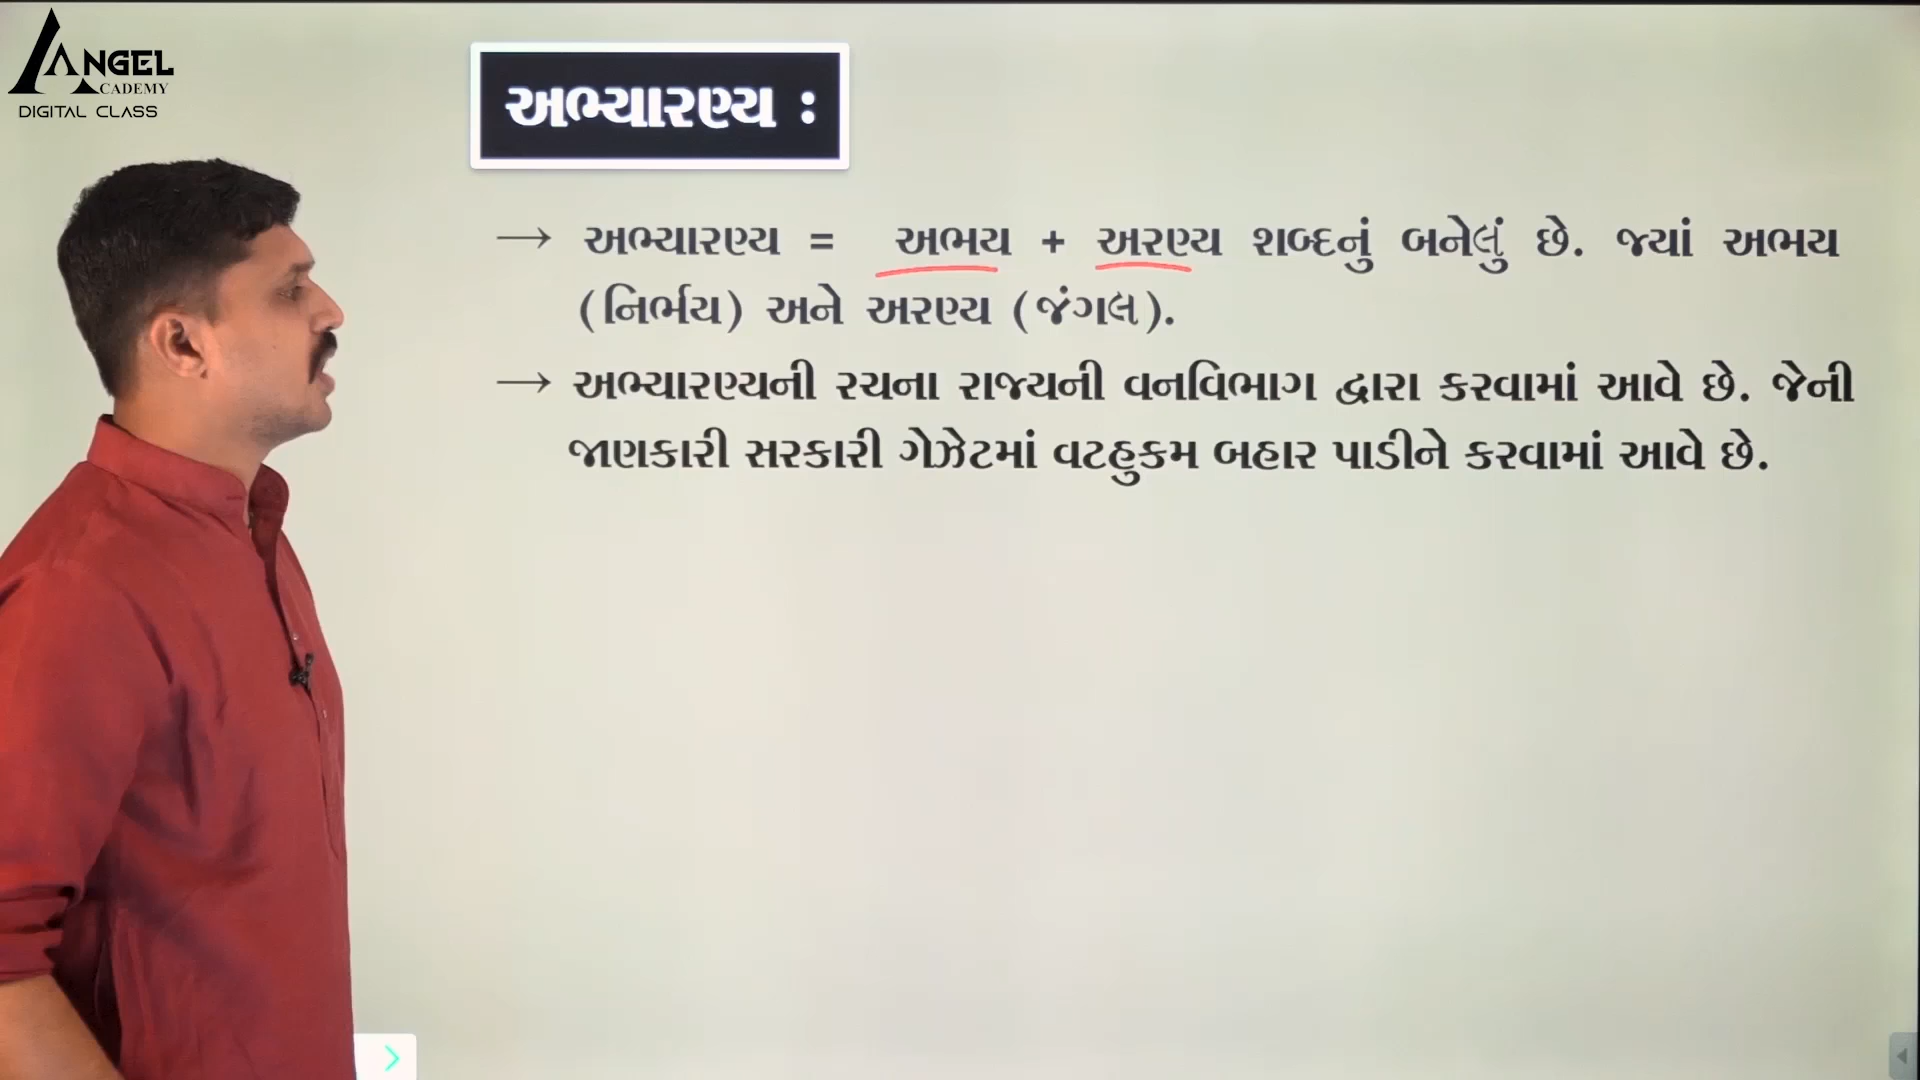 ANGEL
ACADEMY
DIGITAL CLASS
અભ્યારણ્ય :
→ અભ્યારણ્ય = અભય + અરણ્ય શબ્દનું બનેલું છે. જ્યાં અભય
(નિર્ભય) અને અરણ્ય (જંગલ).
→ અભ્યારણ્યની રચના રાજ્યની વનવિભાગ દ્વારા કરવામાં આવે છે. જેની
જાણકારી સરકારી ગેઝેટમાં વટહુકમ બહાર પાડીને કરવામાં આવે છે.